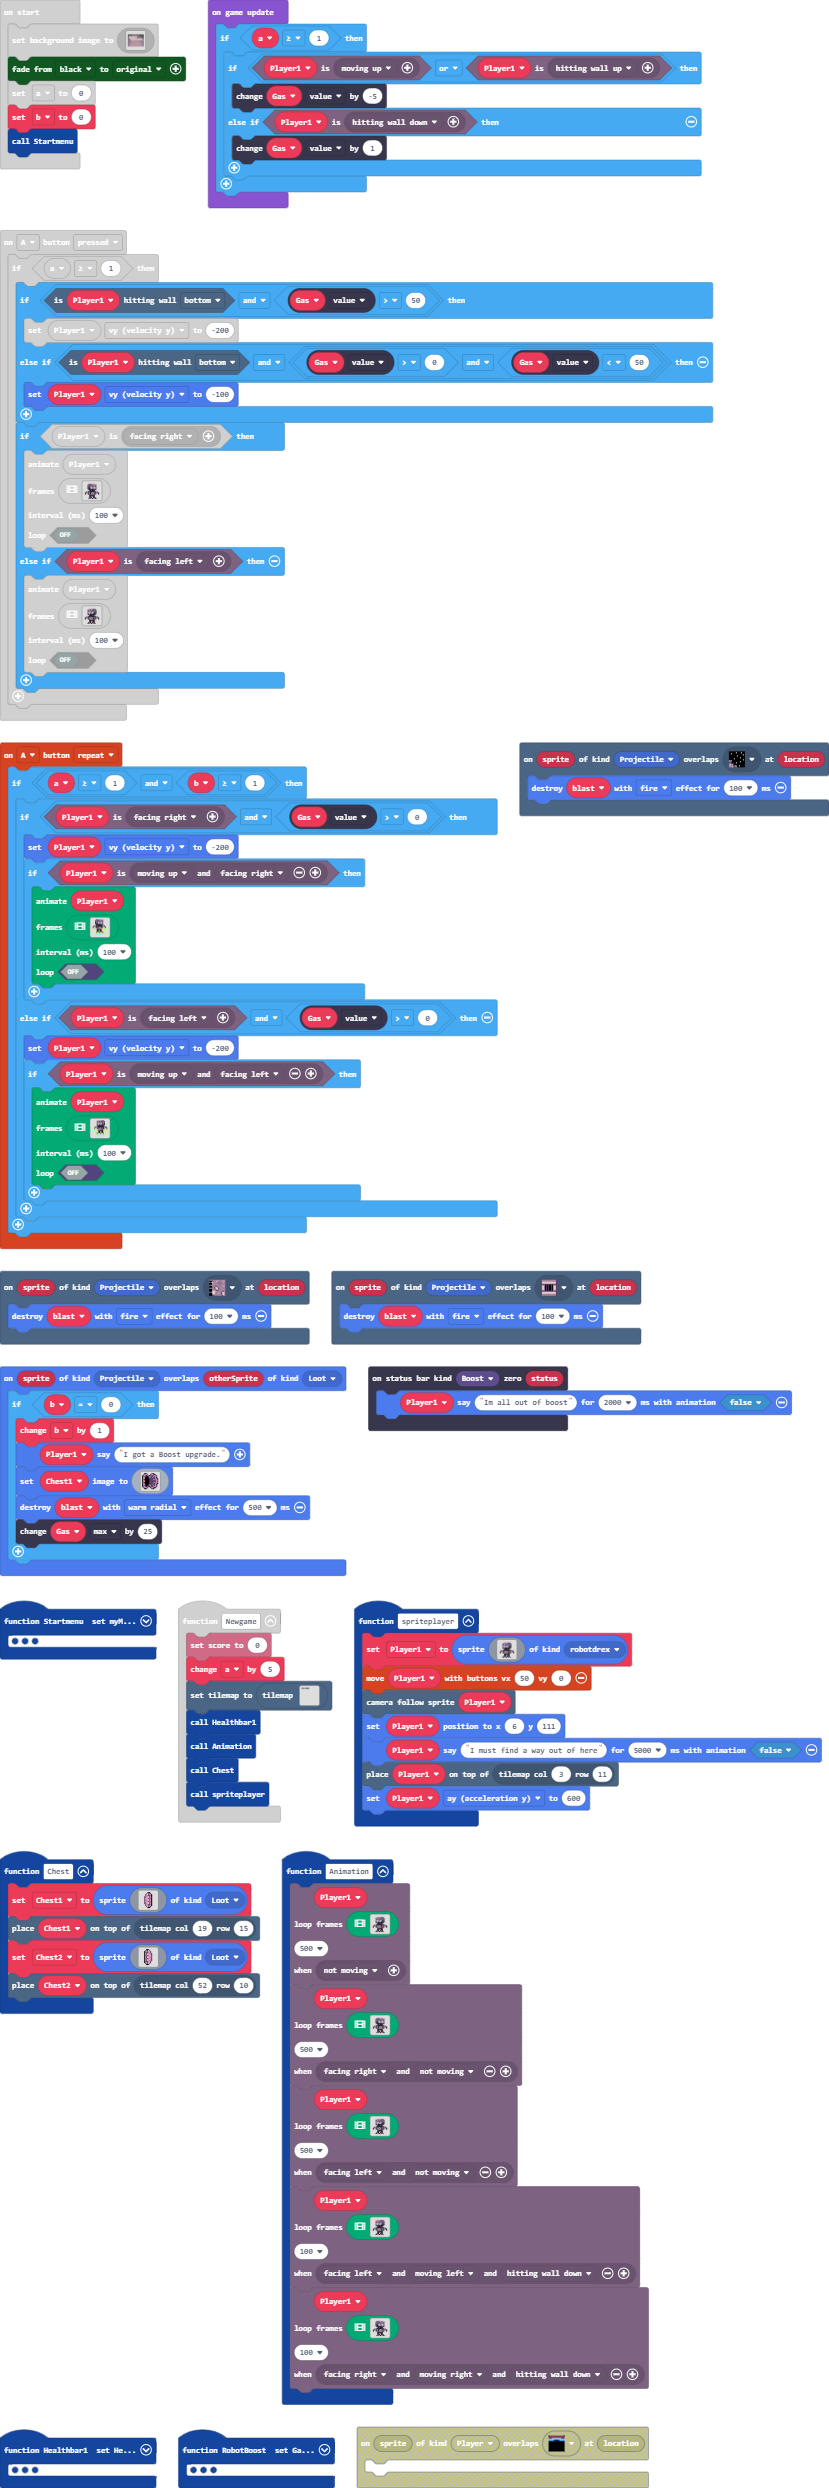 on start
set background image to
fade from black to original
set a to 0
set b to 0
call Startmenu
on game update
if a ≥ 1 then
if Player1 is moving up or Player1 is hitting wall up then
change Gas value by -5
else if Player1 is hitting wall down then
change Gas value by 1
on A button pressed
if a ≥ 1 then
if is Player1 hitting wall bottom and Gas value > 50 then
set Player1 vy (velocity y) to -200
else if is Player1 hitting wall bottom and Gas value > 0 and Gas value < 50 then
set Player1 vy (velocity y) to -100
if Player1 is facing right then
animate Player1
frames
interval (ms) 100
loop OFF
else if Player1 is facing left then
animate Player1
frames
interval (ms) 100
loop OFF
on A button repeat
if a ≥ 1 and b ≥ 1 then
if Player1 is facing right and Gas value > 0 then
set Player1 vy (velocity y) to -200
if Player1 is moving up and facing right then
animate Player1
frames
interval (ms) 100
loop OFF
else if Player1 is facing left and Gas value > 0 then
set Player1 vy (velocity y) to -200
if Player1 is moving up and facing left then
animate Player1
frames
interval (ms) 100
loop OFF
on sprite of kind Projectile overlaps at location
destroy blast with fire effect for 100 ms
on sprite of kind Projectile overlaps at location
destroy blast with fire effect for 100 ms
on sprite of kind Projectile overlaps at location
destroy blast with fire effect for 100 ms
on sprite of kind Projectile overlaps otherSprite of kind Loot
if b = 0 then
change b by 1
Player1 say "I got a Boost upgrade."
set Chest1 image to
destroy blast with warm radial effect for 500 ms
change Gas max by 25
on status bar kind Boost zero status
Player1 say "Im all out of boost" for 2000 ms with animation false
function Startmenu set myM...
function Newgame
set score to 0
change a by 5
set tilemap to tilemap
call Healthbar1
call Animation
call Chest
call spriteplayer
function spriteplayer
set Player1 to sprite of kind robotdrex
move Player1 with buttons vx 50 vy 0
camera follow sprite Player1
set Player1 position to x 6 y 111
Player1 say "I must find a way out of here" for 5000 ms with animation false
place Player1 on top of tilemap col 3 row 11
set Player1 ay (acceleration y) to 600
function Chest
set Chest1 to sprite of kind Loot
place Chest1 on top of tilemap col 19 row 15
set Chest2 to sprite of kind Loot
place Chest2 on top of tilemap col 52 row 10
function Animation
Player1
loop frames
500
when not moving
Player1
loop frames
500
when facing right and not moving
Player1
loop frames
500
when facing left and not moving
Player1
loop frames
100
when facing left and moving left and hitting wall down
Player1
loop frames
100
when facing right and moving right and hitting wall down
function Healthbar1 set He...
function RobotBoost set Ga...
on sprite of kind Player overlaps at location